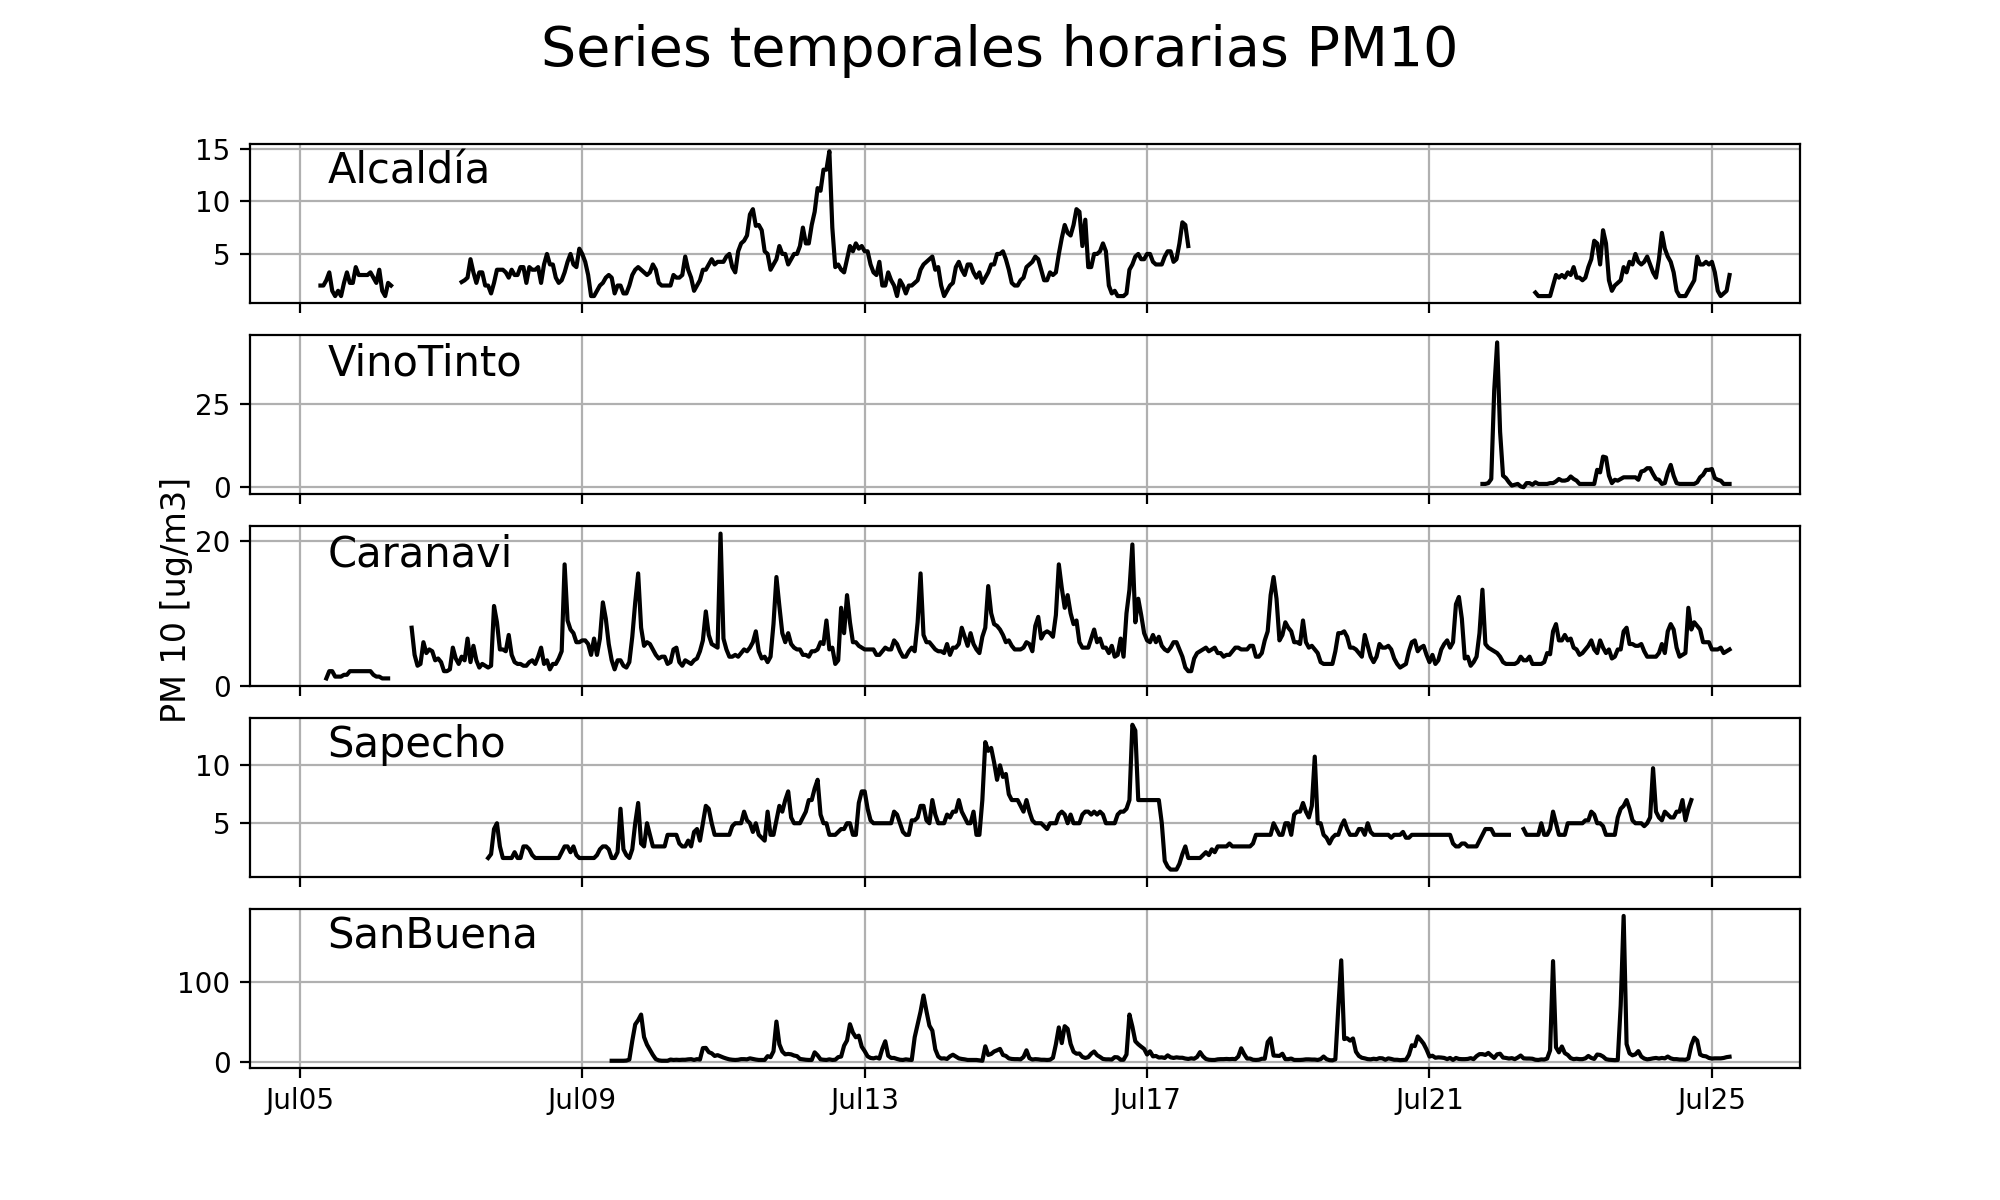 Series temporales horarias PM10
PM 10 [ug/m3]
Alcaldía
15
10
5
VinoTinto
25
0
Caranavi
20
0
Sapecho
10
5
SanBuena
100
0
Jul05 Jul09 Jul13 Jul17 Jul21 Jul25